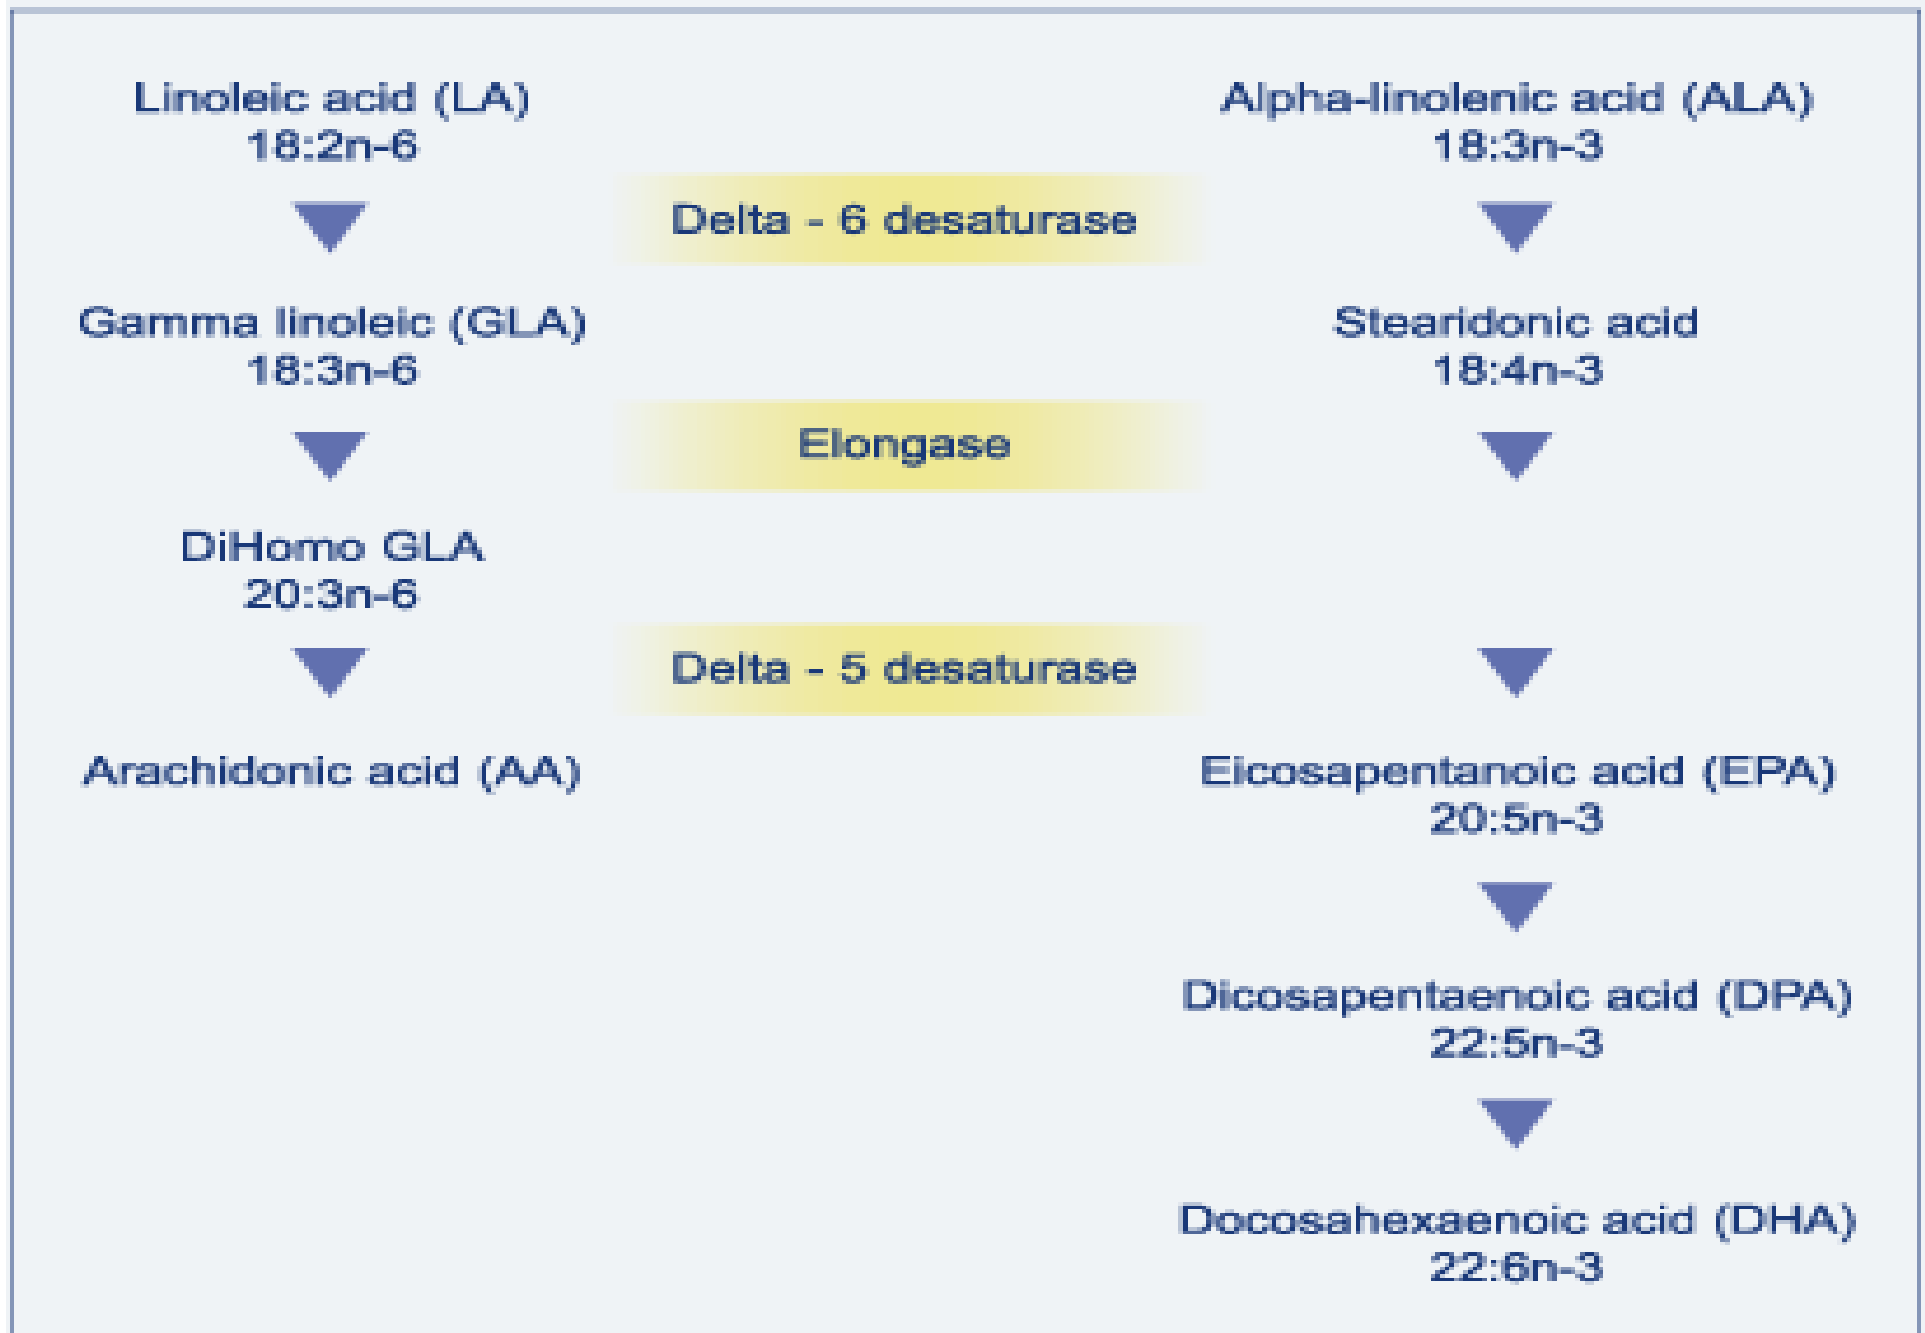 Linoleic acid (LA)
18:2n-6
Alpha-linolenic acid (ALA)
18:3n-3
Delta - 6 desaturase
Gamma linoleic (GLA)
18:3n-6
Stearidonic acid
18:4n-3
Elongase
DiHomo GLA
20:3n-6
Delta - 5 desaturase
Arachidonic acid (AA)
Eicosapentanoic acid (EPA)
20:5n-3
Dicosapentaenoic acid (DPA)
22:5n-3
Docosahexaenoic acid (DHA)
22:6n-3